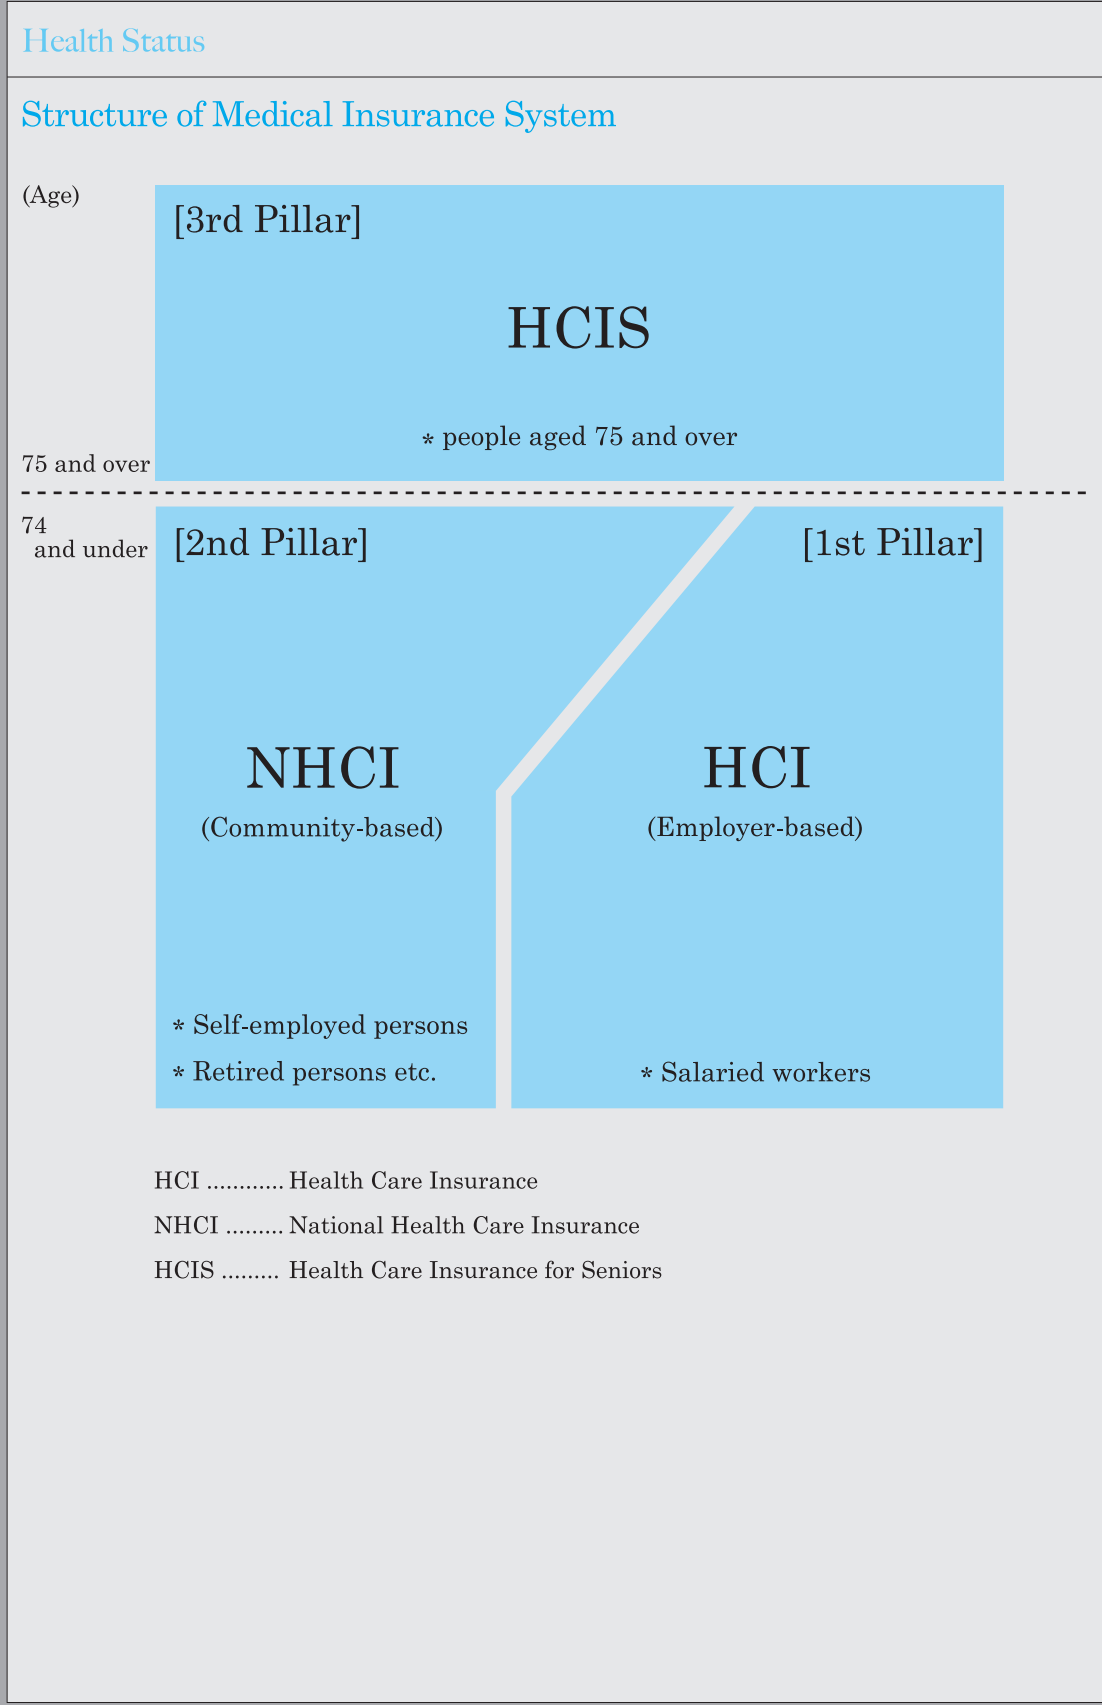 Health Status
Structure of Medical Insurance System
(Age)
[3rd Pillar]
HCIS
* people aged 75 and over
75 and over
74
and under
[2nd Pillar]
[1st Pillar]
NHCI
HCI
(Community-based)
(Employer-based)
* Self-employed persons
* Retired persons etc.
* Salaried workers
HCI ............ Health Care Insurance
NHCI ......... National Health Care Insurance
HCIS ......... Health Care Insurance for Seniors